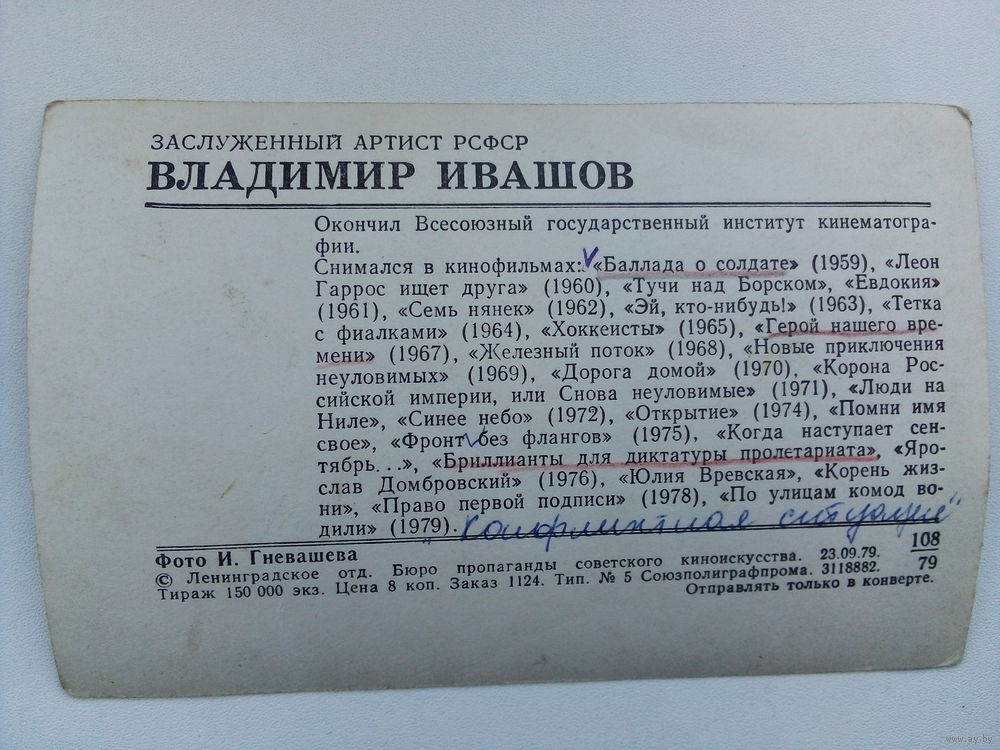 ЗАСЛУЖЕННЫЙ АРТИСТ РСФСР
ВЛАДИМИР ИВАШОВ
Окончил Всесоюзный государственный институт кинематогра-
фии.
Снимался в кинофильмах: «Баллада о солдате» (1959), «Леон
Гаррос ищет друга» (1960), «Тучи над Борском», «Евдокия»
(1961), «Семь нянек» (1962), «Эй, кто-нибудь!» (1963), «Тетка
с фиалками» (1964), «Хоккеисты» (1965), «Герой нашего вре-
мени» (1967), «Железный поток» (1968), «Новые приключения
неуловимых» (1969), «Дорога домой» (1970), «Корона Рос-
сийской империи, или Снова неуловимые» (1971), «Люди на
Ниле», «Синее небо» (1972), «Открытие» (1974), «Помни имя
свое», «Фронт без флангов» (1975), «Когда наступает сен-
тябрь...», «Бриллианты для диктатуры пролетариата», «Яро-
слав Домбровский» (1976), «Юлия Вревская», «Корень жиз-
ни», «Право первой подписи» (1978), «По улицам комод во-
дили» (1979). „Конфликтная ситуация"
Фото И. Гневашева
© Ленинградское отд. Бюро пропаганды советского киноискусства. 23.09.79. 108
Тираж 150 000 экз. Цена 8 коп. Заказ 1124. Тип. № 5 Союзполиграфпрома. 3118882. 79
Отправлять только в конверте.
www.ay.by